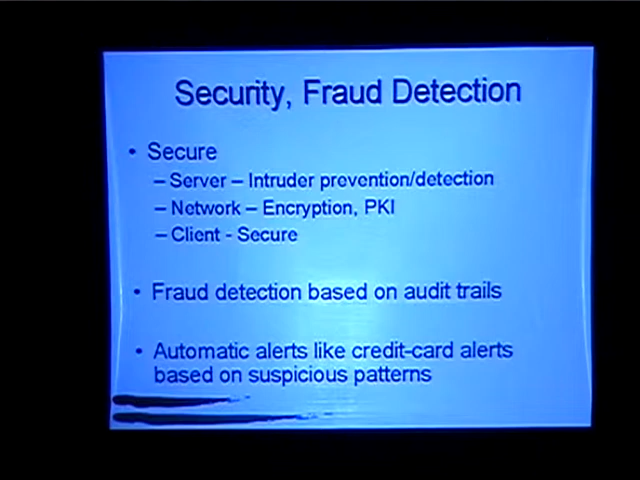 Security, Fraud Detection
• Secure
– Server – Intruder prevention/detection
– Network – Encryption, PKI
– Client - Secure
• Fraud detection based on audit trails
• Automatic alerts like credit-card alerts
based on suspicious patterns